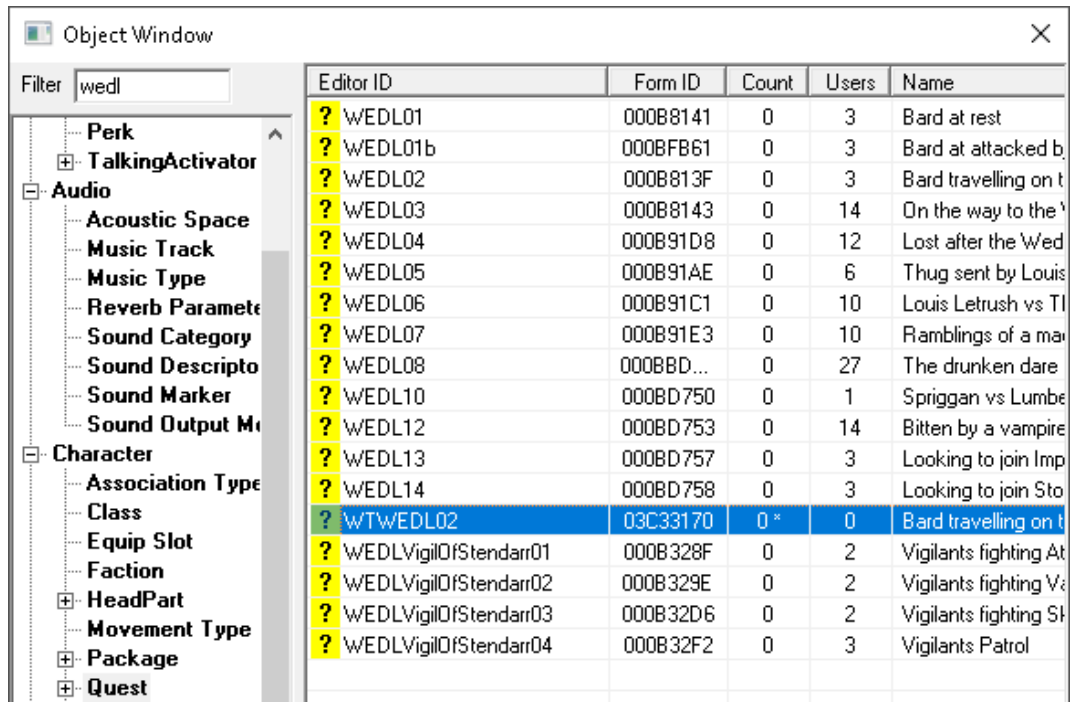 Object Window
Filter wedl
Perk
TalkingActivator
Audio
Acoustic Space
Music Track
Music Type
Reverb Paramete
Sound Category
Sound Descripto
Sound Marker
Sound Output M
Character
Association Type
Class
Equip Slot
Faction
HeadPart
Movement Type
Package
Quest
Editor ID Form ID Count Users Name
? WEDL01 000B8141 0 3 Bard at rest
? WEDL01b 000BFB61 0 3 Bard at attacked b
? WEDL02 000B813F 0 3 Bard travelling on t
? WEDL03 000B8143 0 14 On the way to the
? WEDL04 000B91D8 0 12 Lost after the Wed
? WEDL05 000B91AE 0 6 Thug sent by Louis
? WEDL06 000B91C1 0 10 Louis Letrush vs
? WEDL07 000B91E3 0 10 Ramblings of a ma
? WEDL08 000BBD... 0 27 The drunken dare
? WEDL10 000BD750 0 1 Spriggan vs Lumbe
? WEDL12 000BD753 0 14 Bitten by a vampire
? WEDL13 000BD757 0 3 Looking to join Imp
? WEDL14 000BD758 0 3 Looking to join Sto
? WTWEDL02 03C33170 0 * 0 Bard travelling on t
? WEDLVigilOfStendarr01 000B328F 0 2 Vigilants fighting At
? WEDLVigilOfStendarr02 000B329E 0 2 Vigilants fighting Va
? WEDLVigilOfStendarr03 000B32D6 0 2 Vigilants fighting Sk
? WEDLVigilOfStendarr04 000B32F2 0 3 Vigilants Patrol